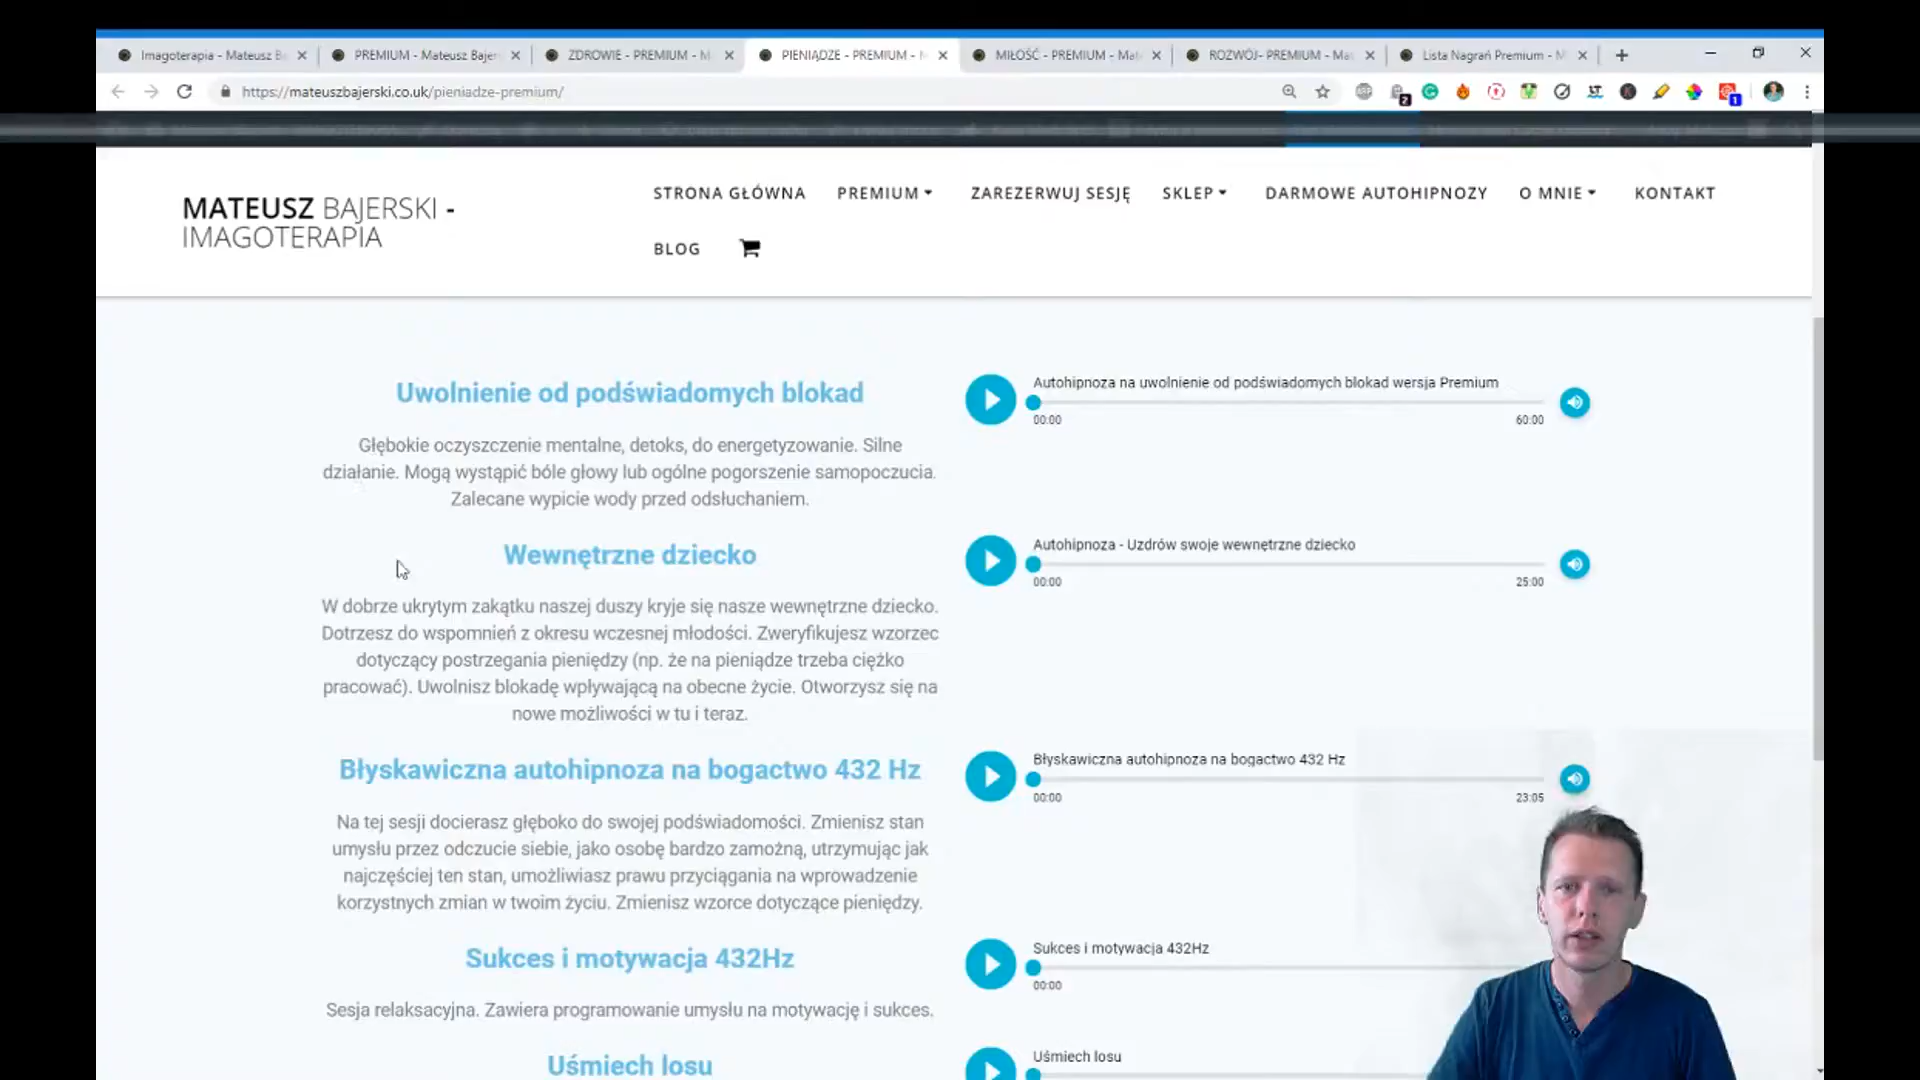 Imagoterapia - Mateusz B
PREMIUM - Mateusz Bajer
ZDROWIE - PREMIUM - M
PIENIĄDZE - PREMIUM -
MIŁOŚĆ - PREMIUM - Mat
ROZWÓJ- PREMIUM - Ma
Lista Nagrań Premium - M
https://mateuszbajerski.co.uk/pieniadze-premium/
MATEUSZ BAJERSKI -
IMAGOTERAPIA
STRONA GŁÓWNA
PREMIUM
ZAREZERWUJ SESJĘ
SKLEP
DARMOWE AUTOHIPNOZY
O MNIE
KONTAKT
BLOG
Uwolnienie od podświadomych blokad
Głębokie oczyszczenie mentalne, detoks, do energetyzowanie. Silne
działanie. Mogą wystąpić bóle głowy lub ogólne pogorszenie samopoczucia.
Zalecane wypicie wody przed odsłuchaniem.
Autohipnoza na uwolnienie od podświadomych blokad wersja Premium
00:00
60:00
Wewnętrzne dziecko
W dobrze ukrytym zakątku naszej duszy kryje się nasze wewnętrzne dziecko.
Dotrzesz do wspomnień z okresu wczesnej młodości. Zweryfikujesz wzorzec
dotyczący postrzegania pieniędzy (np. że na pieniądze trzeba ciężko
pracować). Uwolnisz blokadę wpływającą na obecne życie. Otworzysz się na
nowe możliwości w tu i teraz.
Autohipnoza - Uzdrów swoje wewnętrzne dziecko
00:00
25:00
Błyskawiczna autohipnoza na bogactwo 432 Hz
Na tej sesji docierasz głęboko do swojej podświadomości. Zmienisz stan
umysłu przez odczucie siebie, jako osobę bardzo zamożną, utrzymując jak
najczęściej ten stan, umożliwiasz prawu przyciągania na wprowadzenie
korzystnych zmian w twoim życiu. Zmienisz wzorce dotyczące pieniędzy.
Błyskawiczna autohipnoza na bogactwo 432 Hz
00:00
23:05
Sukces i motywacja 432Hz
Sesja relaksacyjna. Zawiera programowanie umysłu na motywację i sukces.
Sukces i motywacja 432Hz
00:00
Uśmiech losu
Uśmiech losu